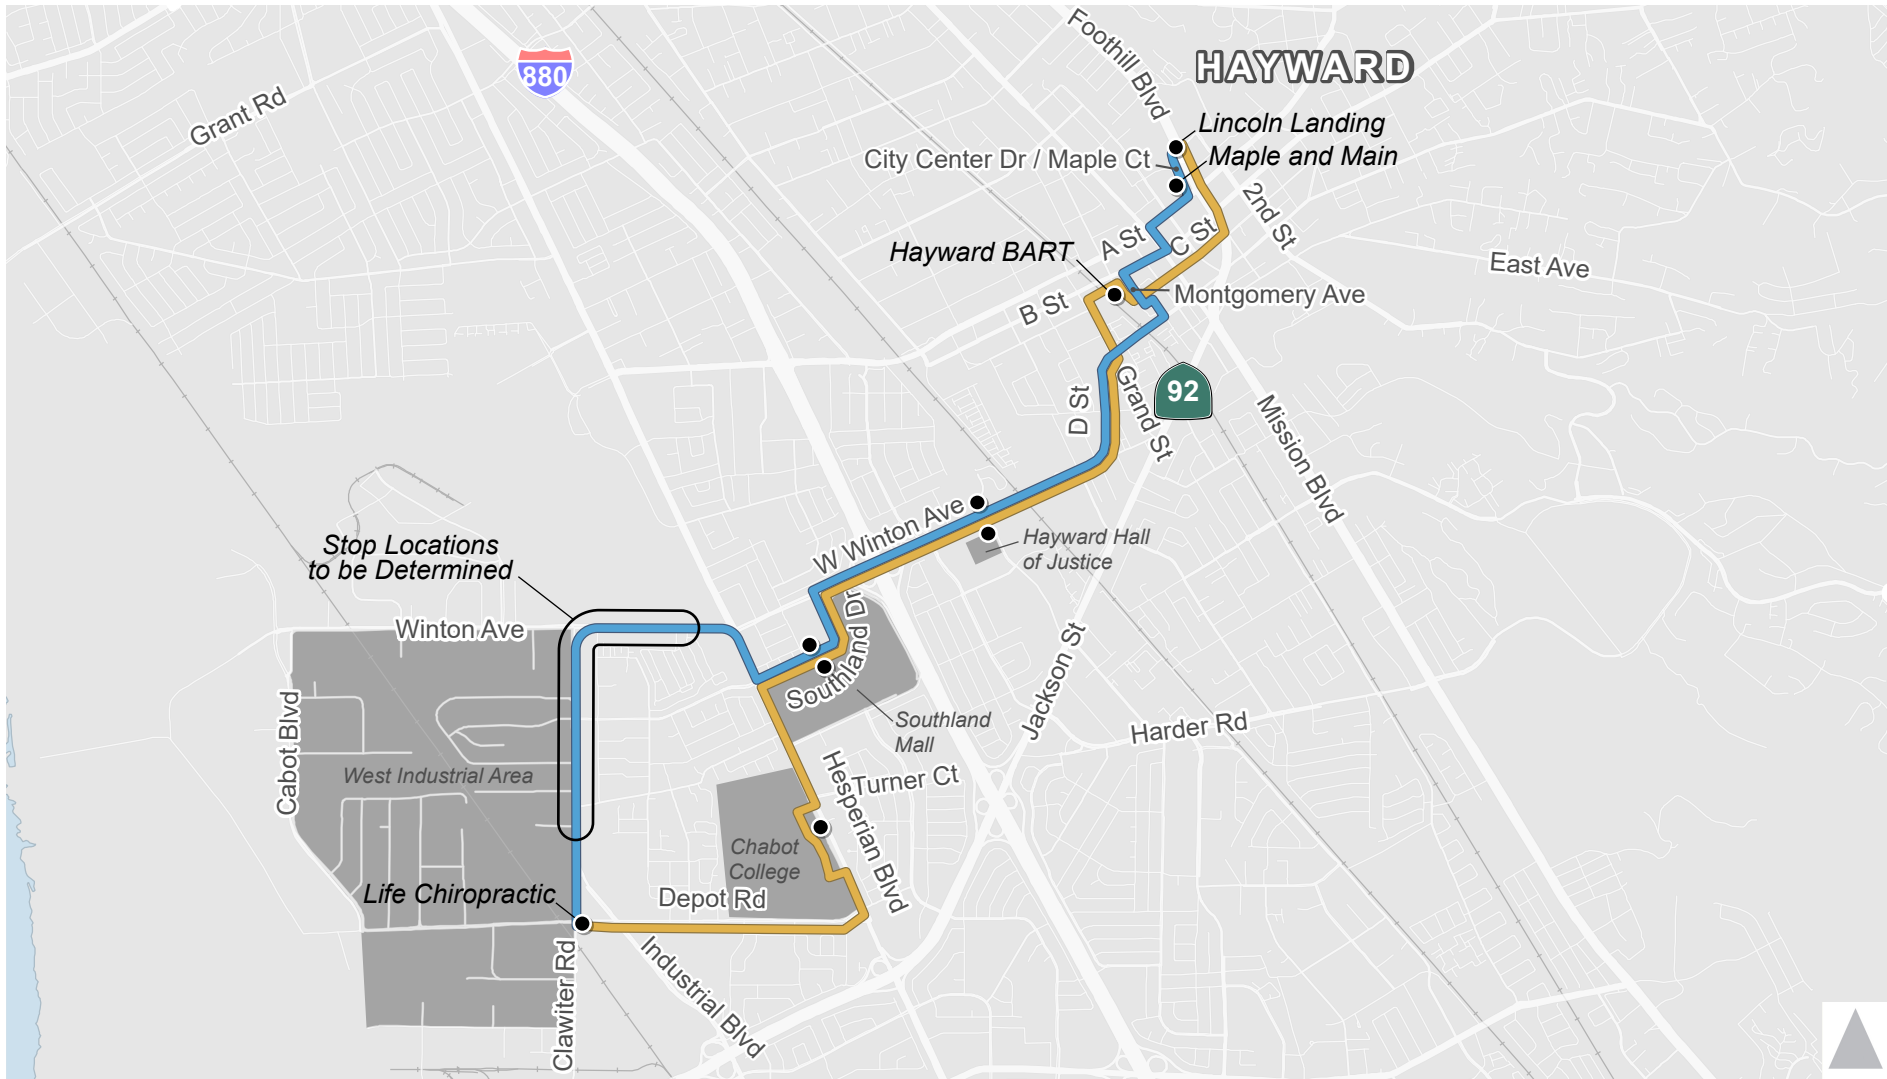 Foothill Blvd
HAYWARD
880
Grant Rd
Lincoln Landing
City Center Dr / Maple Ct
Maple and Main
2nd St
A St
C St
Hayward BART
East Ave
B St
Montgomery Ave
92
D St
Grand St
Mission Blvd
W Winton Ave
Hayward Hall
of Justice
Stop Locations
to be Determined
Winton Ave
Southland Dr
Jackson St
Cabot Blvd
Southland
Mall
Harder Rd
West Industrial Area
Hesperian Blvd
Turner Ct
Chabot
College
Life Chiropractic
Depot Rd
Clawiter Rd
Industrial Blvd